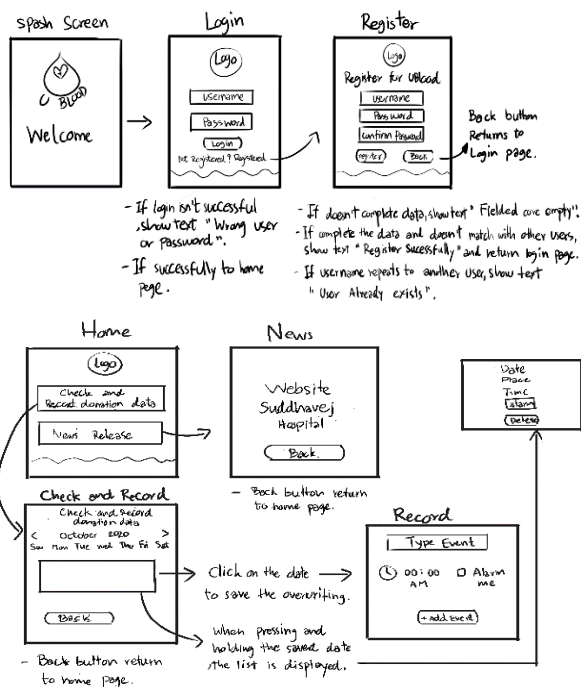 spash Screen
U BLOOD
Welcome
Login
Logo
username
Password
Login
Not Registered? Registered
Register
Logo
Register for UBlood
username
Password
Confirm Password
register
Back
Back button
Returns to
Login page.
- If login isn't successful
, show text "Wrong user
or Password".
- If successfully to home
page.
- If doesn't complete data, show text " Fielded are empty".
- If complete the data and doesn't match with other users,
show text " Register Sucessfully" and return login page.
- If username repeats to another user, show text
" User Already exists".
Home
Logo
Check and
Record donation data
News Release
News
Website
Suddhavej
Hospital
Back
- Back button return
to home page.
Date
Place
Time
Delete
Check and Record
Check and Record
donation data
< October 2020 >
Sun Mon Tue Wed Thu Fri Sat
Back
- Back button return
to home page.
Click on the date
to save the overwriting.
When pressing and
holding the saved date
, the list is displayed.
Record
Type Event
00:00
AM
Alarm
me
+ add Event